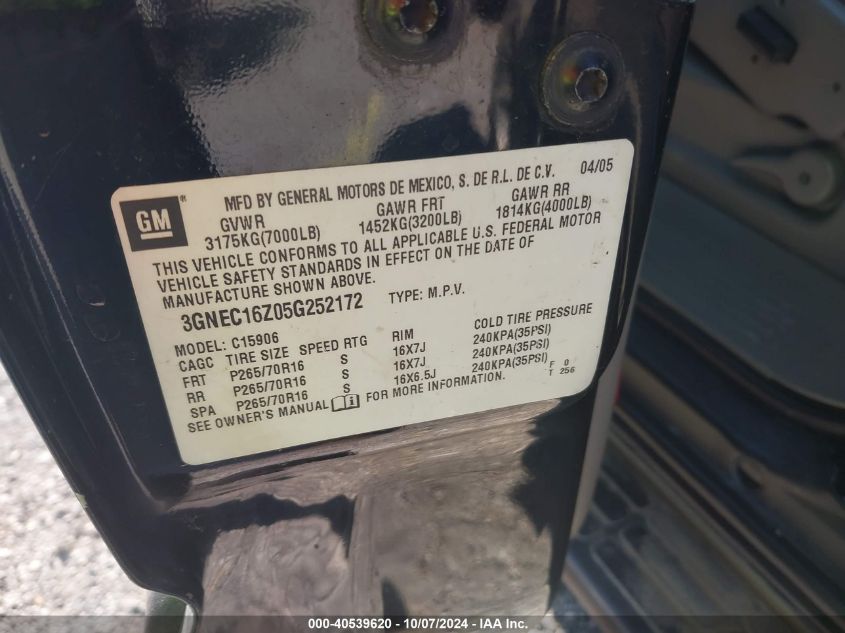 GM ®
MFD BY GENERAL MOTORS DE MEXICO, S. DE R.L. DE C.V. 04/05
GVWR GAWR FRT GAWR RR
3175KG(7000LB) 1452KG(3200LB) 1814KG(4000LB)
THIS VEHICLE CONFORMS TO ALL APPLICABLE U.S. FEDERAL MOTOR
VEHICLE SAFETY STANDARDS IN EFFECT ON THE DATE OF
MANUFACTURE SHOWN ABOVE.
3GNEC16Z05G252172 TYPE: M.P.V.
MODEL: C15906
CAGC TIRE SIZE SPEED RTG RIM COLD TIRE PRESSURE
FRT P265/70R16 S 16X7J 240KPA(35PSI)
RR P265/70R16 S 16X7J 240KPA(35PSI)
SPA P265/70R16 S 16X6.5J 240KPA(35PSI)
SEE OWNER'S MANUAL FOR MORE INFORMATION.
F 0
T 256
000-40539620 - 10/07/2024 - IAA Inc.